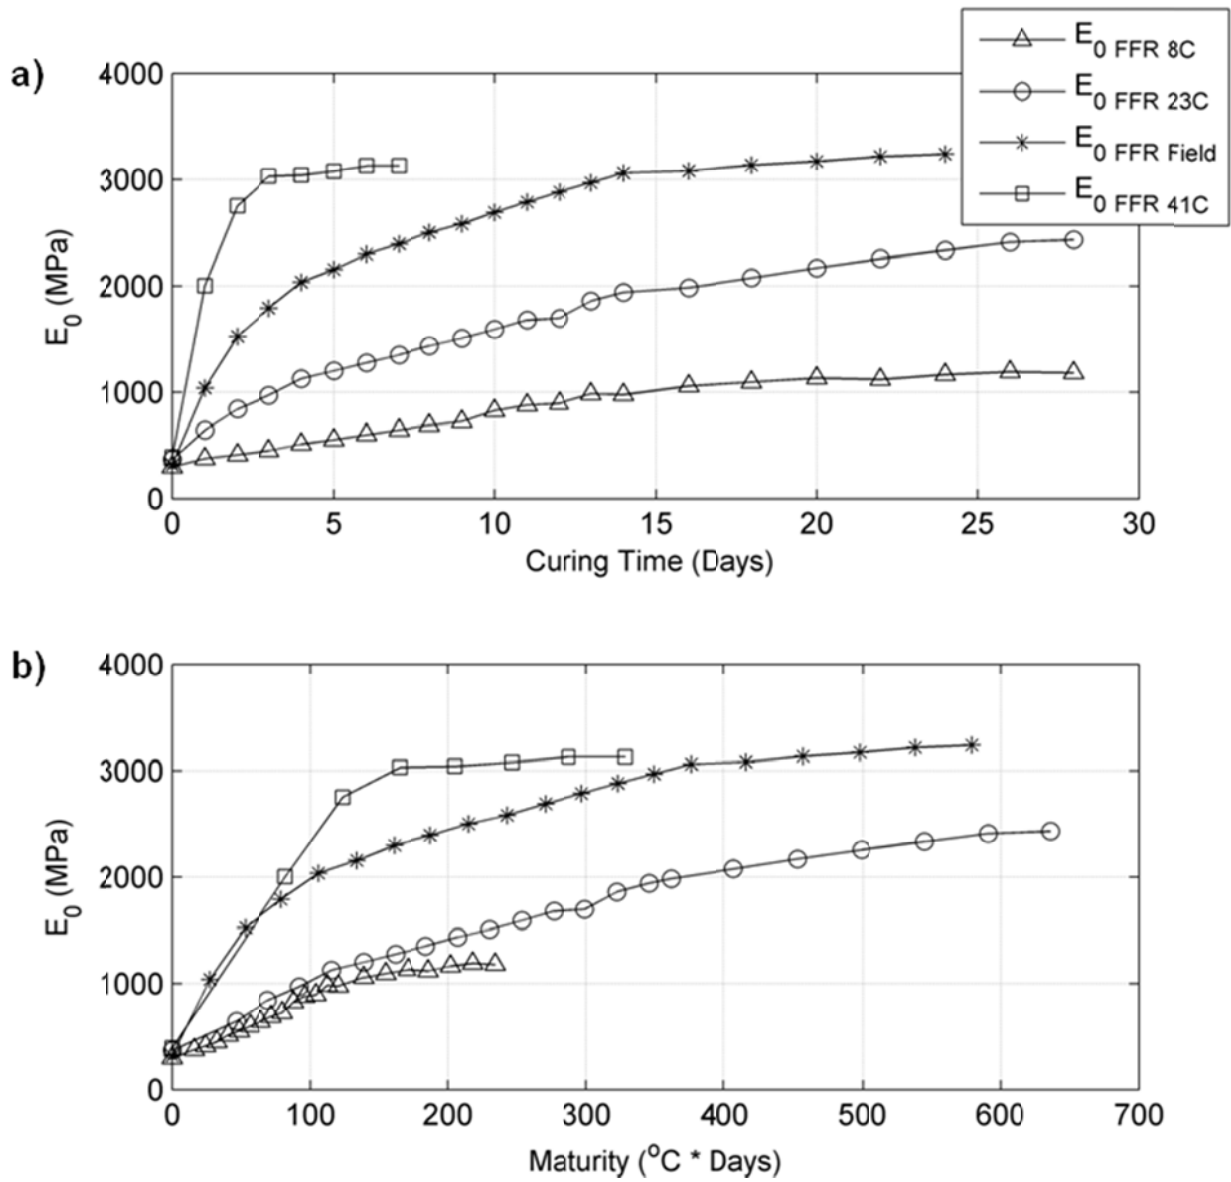 a)
E0 FFR 8C
E0 FFR 23C
E0 FFR Field
E0 FFR 41C
4000
3000
2000
1000
0
E0 (MPa)
0 5 10 15 20 25 30
Curing Time (Days)
b)
4000
3000
2000
1000
0
E0 (MPa)
0 100 200 300 400 500 600 700
Maturity (oC * Days)